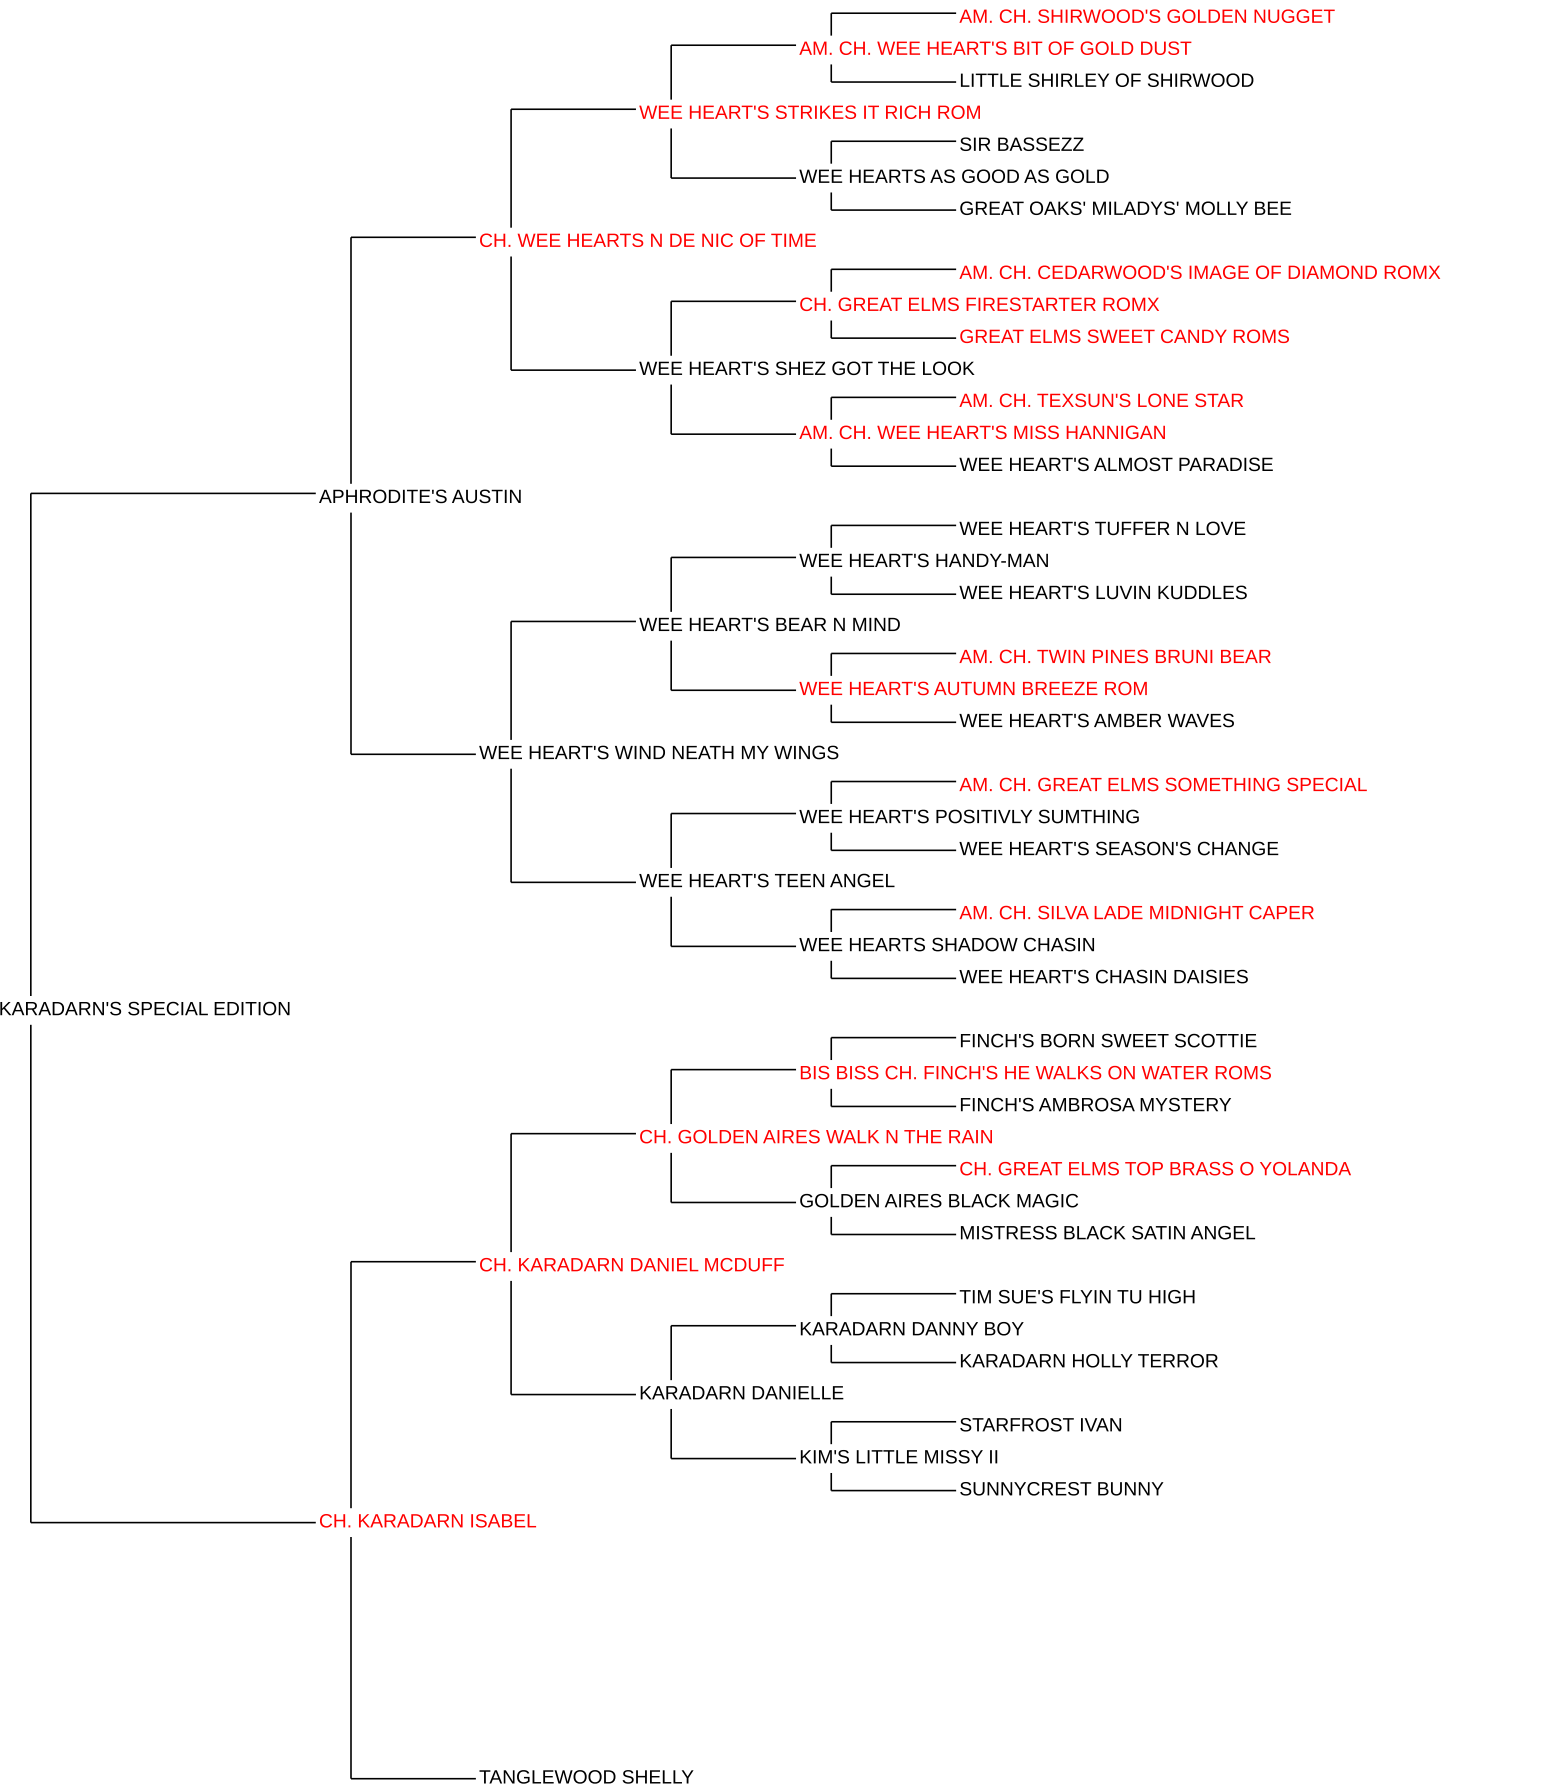 AM. CH. SHIRWOOD'S GOLDEN NUGGET
AM. CH. WEE HEART'S BIT OF GOLD DUST
LITTLE SHIRLEY OF SHIRWOOD
WEE HEART'S STRIKES IT RICH ROM
SIR BASSEZZ
WEE HEARTS AS GOOD AS GOLD
GREAT OAKS' MILADYS' MOLLY BEE
CH. WEE HEARTS N DE NIC OF TIME
AM. CH. CEDARWOOD'S IMAGE OF DIAMOND ROMX
CH. GREAT ELMS FIRESTARTER ROMX
GREAT ELMS SWEET CANDY ROMS
WEE HEART'S SHEZ GOT THE LOOK
AM. CH. TEXSUN'S LONE STAR
AM. CH. WEE HEART'S MISS HANNIGAN
WEE HEART'S ALMOST PARADISE
APHRODITE'S AUSTIN
WEE HEART'S TUFFER N LOVE
WEE HEART'S HANDY-MAN
WEE HEART'S LUVIN KUDDLES
WEE HEART'S BEAR N MIND
AM. CH. TWIN PINES BRUNI BEAR
WEE HEART'S AUTUMN BREEZE ROM
WEE HEART'S AMBER WAVES
WEE HEART'S WIND NEATH MY WINGS
AM. CH. GREAT ELMS SOMETHING SPECIAL
WEE HEART'S POSITIVLY SUMTHING
WEE HEART'S SEASON'S CHANGE
WEE HEART'S TEEN ANGEL
AM. CH. SILVA LADE MIDNIGHT CAPER
WEE HEARTS SHADOW CHASIN
WEE HEART'S CHASIN DAISIES
KARADARN'S SPECIAL EDITION
FINCH'S BORN SWEET SCOTTIE
BIS BISS CH. FINCH'S HE WALKS ON WATER ROMS
FINCH'S AMBROSA MYSTERY
CH. GOLDEN AIRES WALK N THE RAIN
CH. GREAT ELMS TOP BRASS O YOLANDA
GOLDEN AIRES BLACK MAGIC
MISTRESS BLACK SATIN ANGEL
CH. KARADARN DANIEL MCDUFF
TIM SUE'S FLYIN TU HIGH
KARADARN DANNY BOY
KARADARN HOLLY TERROR
KARADARN DANIELLE
STARFROST IVAN
KIM'S LITTLE MISSY II
SUNNYCREST BUNNY
CH. KARADARN ISABEL
TANGLEWOOD SHELLY